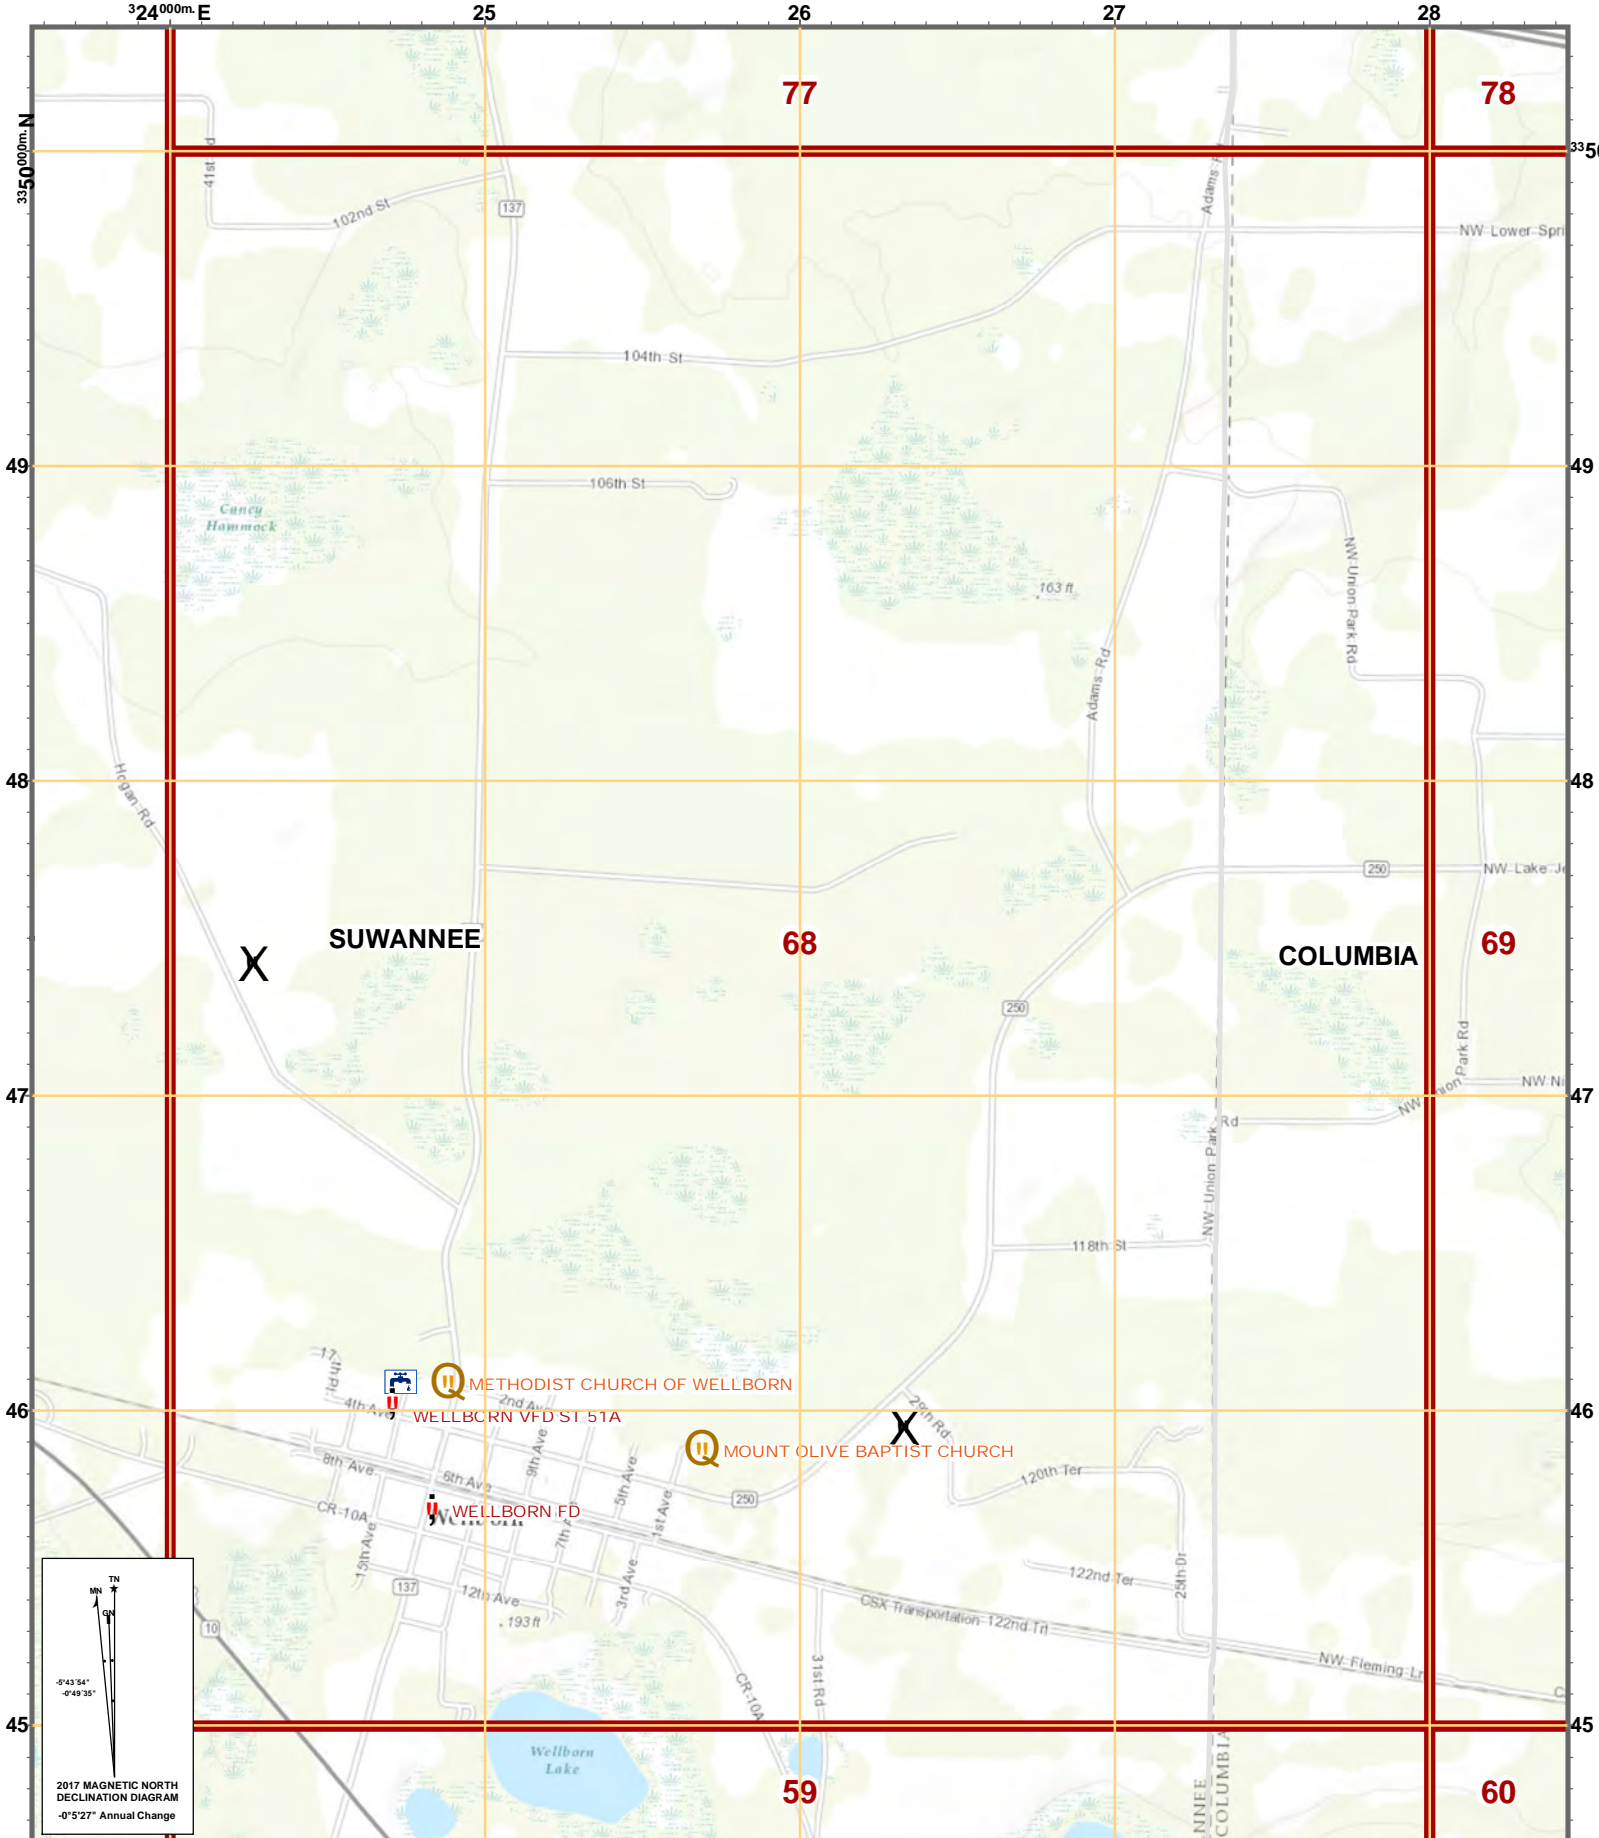 324000m.E
25
26
27
28
77
78
3350000m.N
41st
102nd St
137
Adams
NW Lower Spri
104th St
49
49
106th St
Caney
Hammock
163 ft
NW Union Park Rd
Adams Rd
48
48
Hogan Rd
250
NW Lake
SUWANNEE
68
COLUMBIA
69
X
250
Park Rd
NW Ni
47
47
NW Union
Rd
NW Union Park
118th St
17th Pl
METHODIST CHURCH OF WELLBORN
46
46
4th Ave
2nd Av
WELLBORN VFD ST 51A
29th Rd
X
MOUNT OLIVE BAPTIST CHURCH
9th Ave
8th Ave
6th Ave
5th Ave
1st Ave
120th Ter
250
CR-10A
WELLBORN FD
Wellborn
15th Ave
7th
3rd Ave
137
12th Ave
122nd Ter
25th Dr
193 ft
CSX Transportation 122nd Trl
10
31st Rd
CR-10A
NW Fleming Ln
45
45
Wellborn
Lake
59
60
COLUMBIA
NNEE
TN
MN
GN
-5°43'54"
-0°49'35"
2017 MAGNETIC NORTH
DECLINATION DIAGRAM
-0°5'27" Annual Change